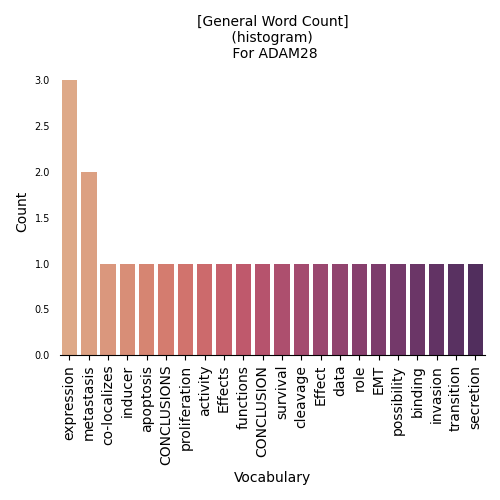 [General Word Count]
(histogram)
For ADAM28
Count
3.0
2.5
2.0
1.5
1.0
0.5
0.0
expression
metastasis
co-localizes
inducer
apoptosis
CONCLUSIONS
proliferation
activity
Effects
functions
CONCLUSION
survival
cleavage
Effect
data
role
EMT
possibility
binding
invasion
transition
secretion
Vocabulary